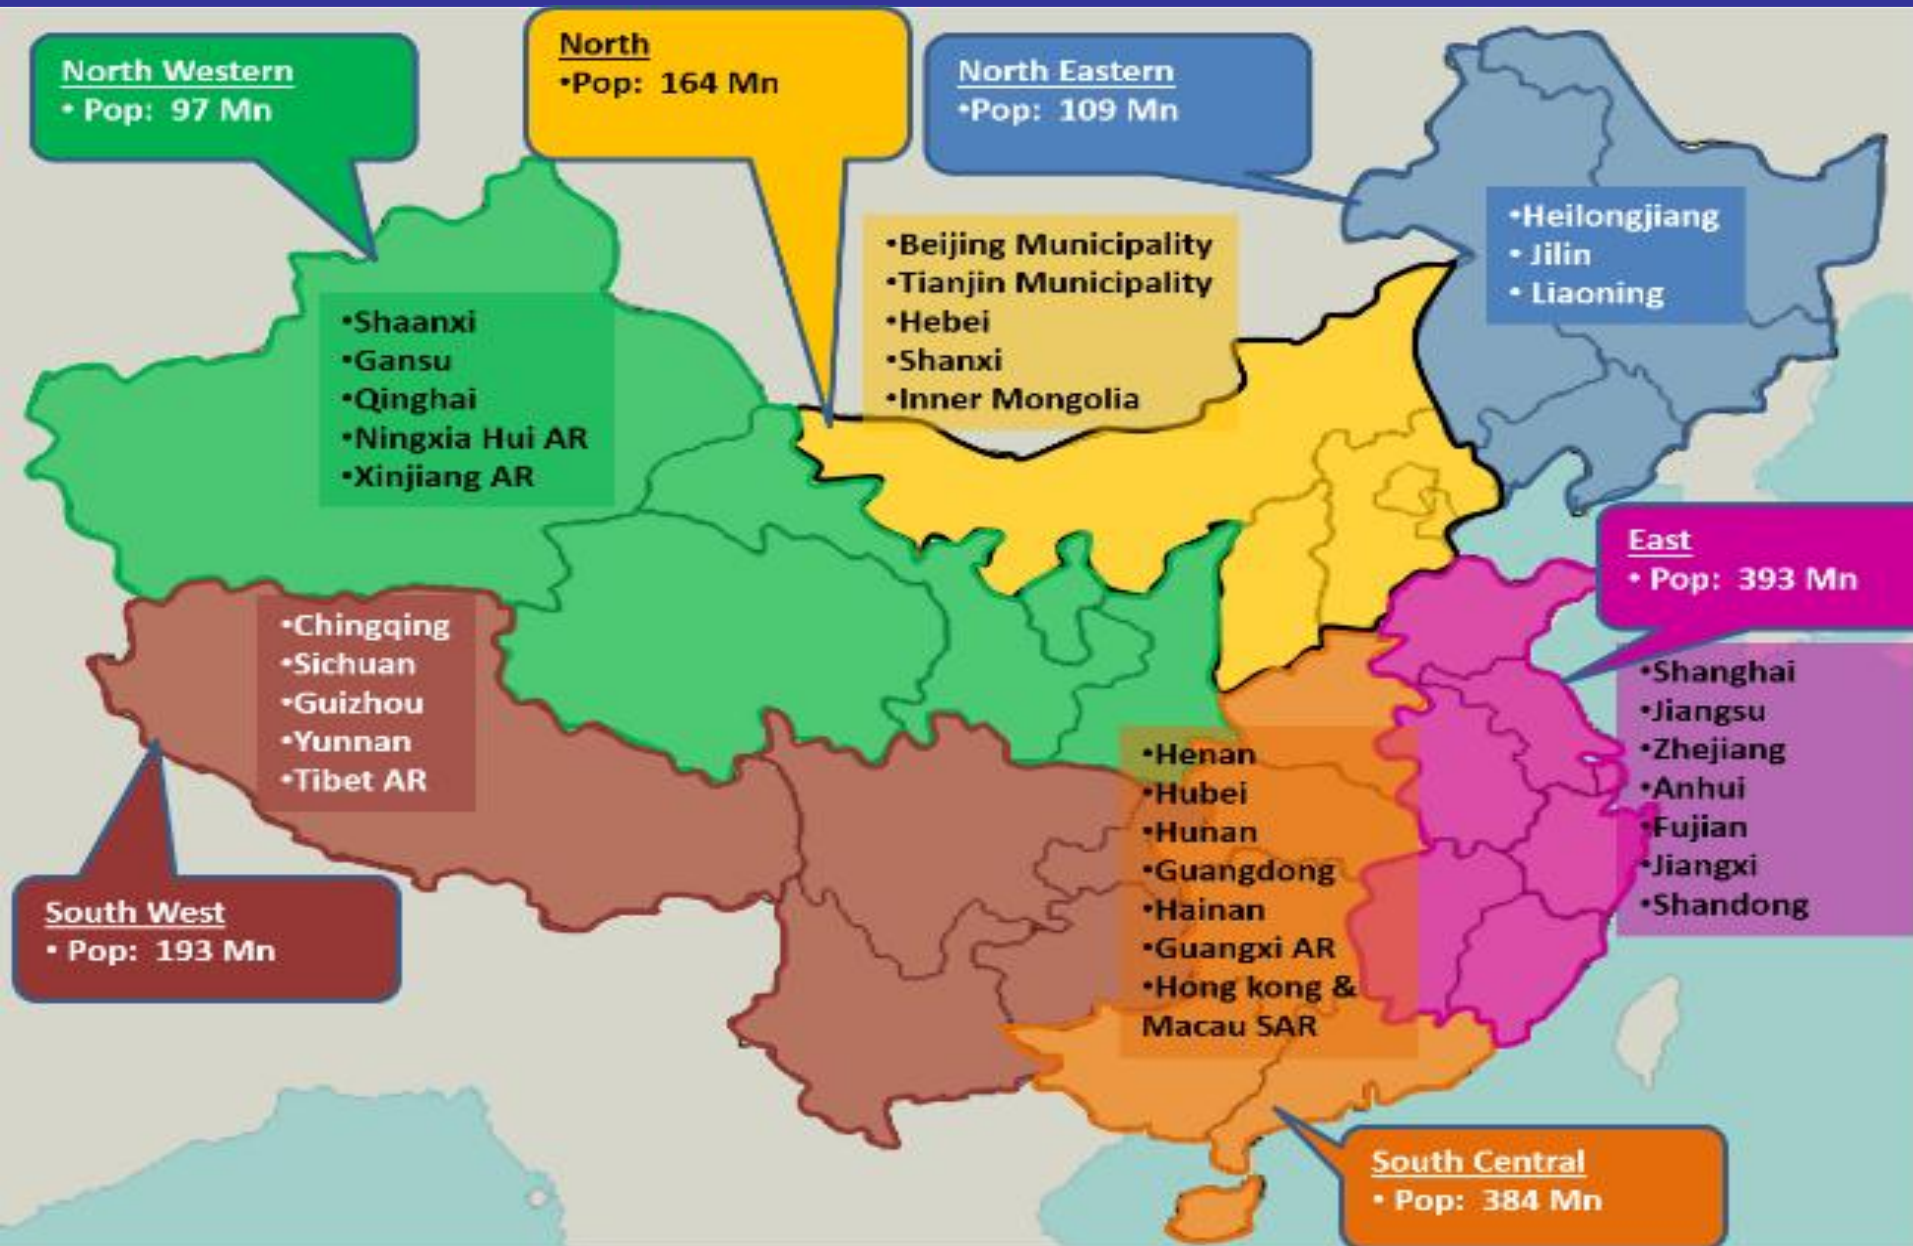 North Western
• Pop: 97 Mn
North
•Pop: 164 Mn
North Eastern
•Pop: 109 Mn
•Heilongjiang
• Jilin
• Liaoning
•Beijing Municipality
•Tianjin Municipality
•Hebei
•Shanxi
•Inner Mongolia
•Shaanxi
•Gansu
•Qinghai
•Ningxia Hui AR
•Xinjiang AR
East
• Pop: 393 Mn
•Shanghai
•Jiangsu
•Zhejiang
•Anhui
•Fujian
•Jiangxi
•Shandong
•Chingqing
•Sichuan
•Guizhou
•Yunnan
•Tibet AR
•Henan
•Hubei
•Hunan
•Guangdong
•Hainan
•Guangxi AR
•Hong kong &
Macau SAR
South West
• Pop: 193 Mn
South Central
• Pop: 384 Mn